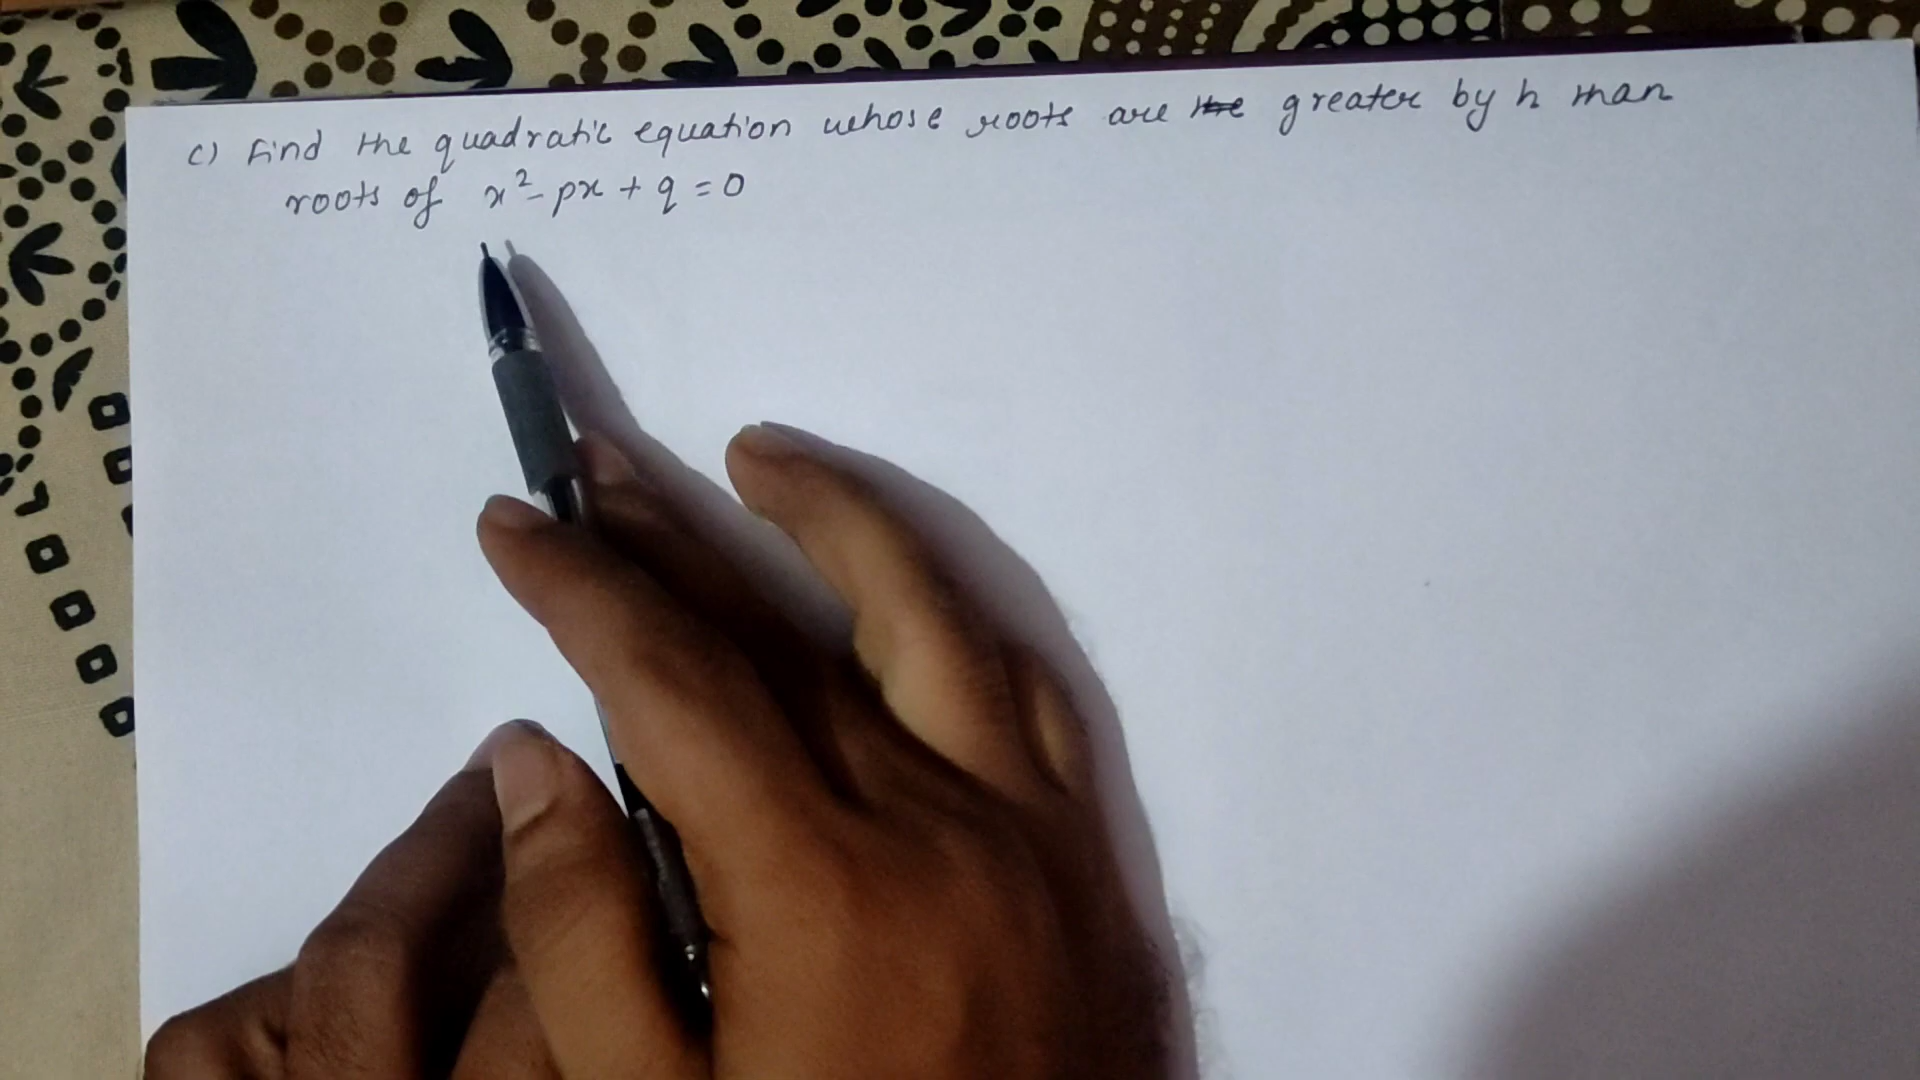 c) Find the quadratic equation whose roots are the greater by h than
roots of x² - px + q = 0